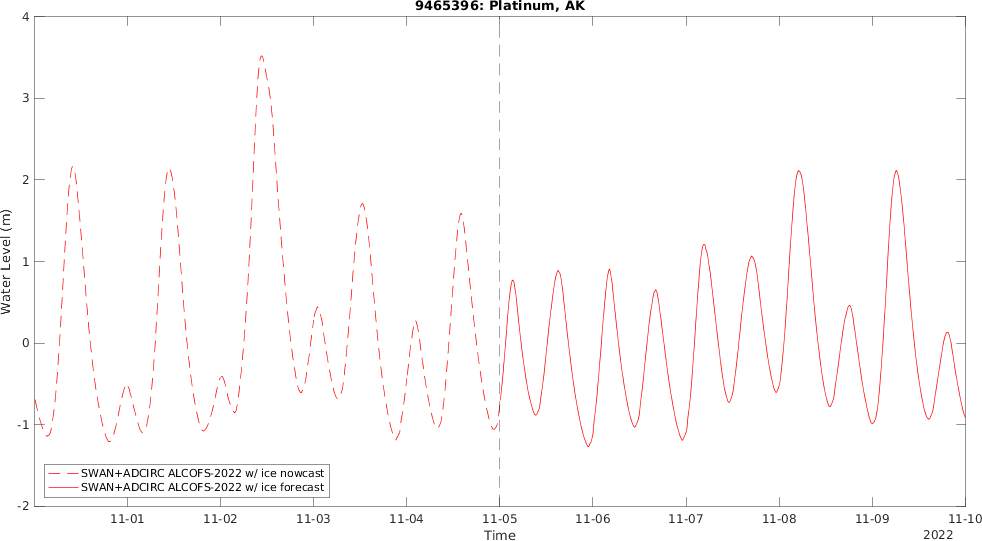 9465396: Platinum, AK
4
3
2
1
0
-1
-2
Water Level (m)
SWAN+ADCIRC ALCOFS-2022 w/ ice nowcast
SWAN+ADCIRC ALCOFS-2022 w/ ice forecast
11-01 11-02 11-03 11-04 11-05 11-06 11-07 11-08 11-09 11-10
Time
2022